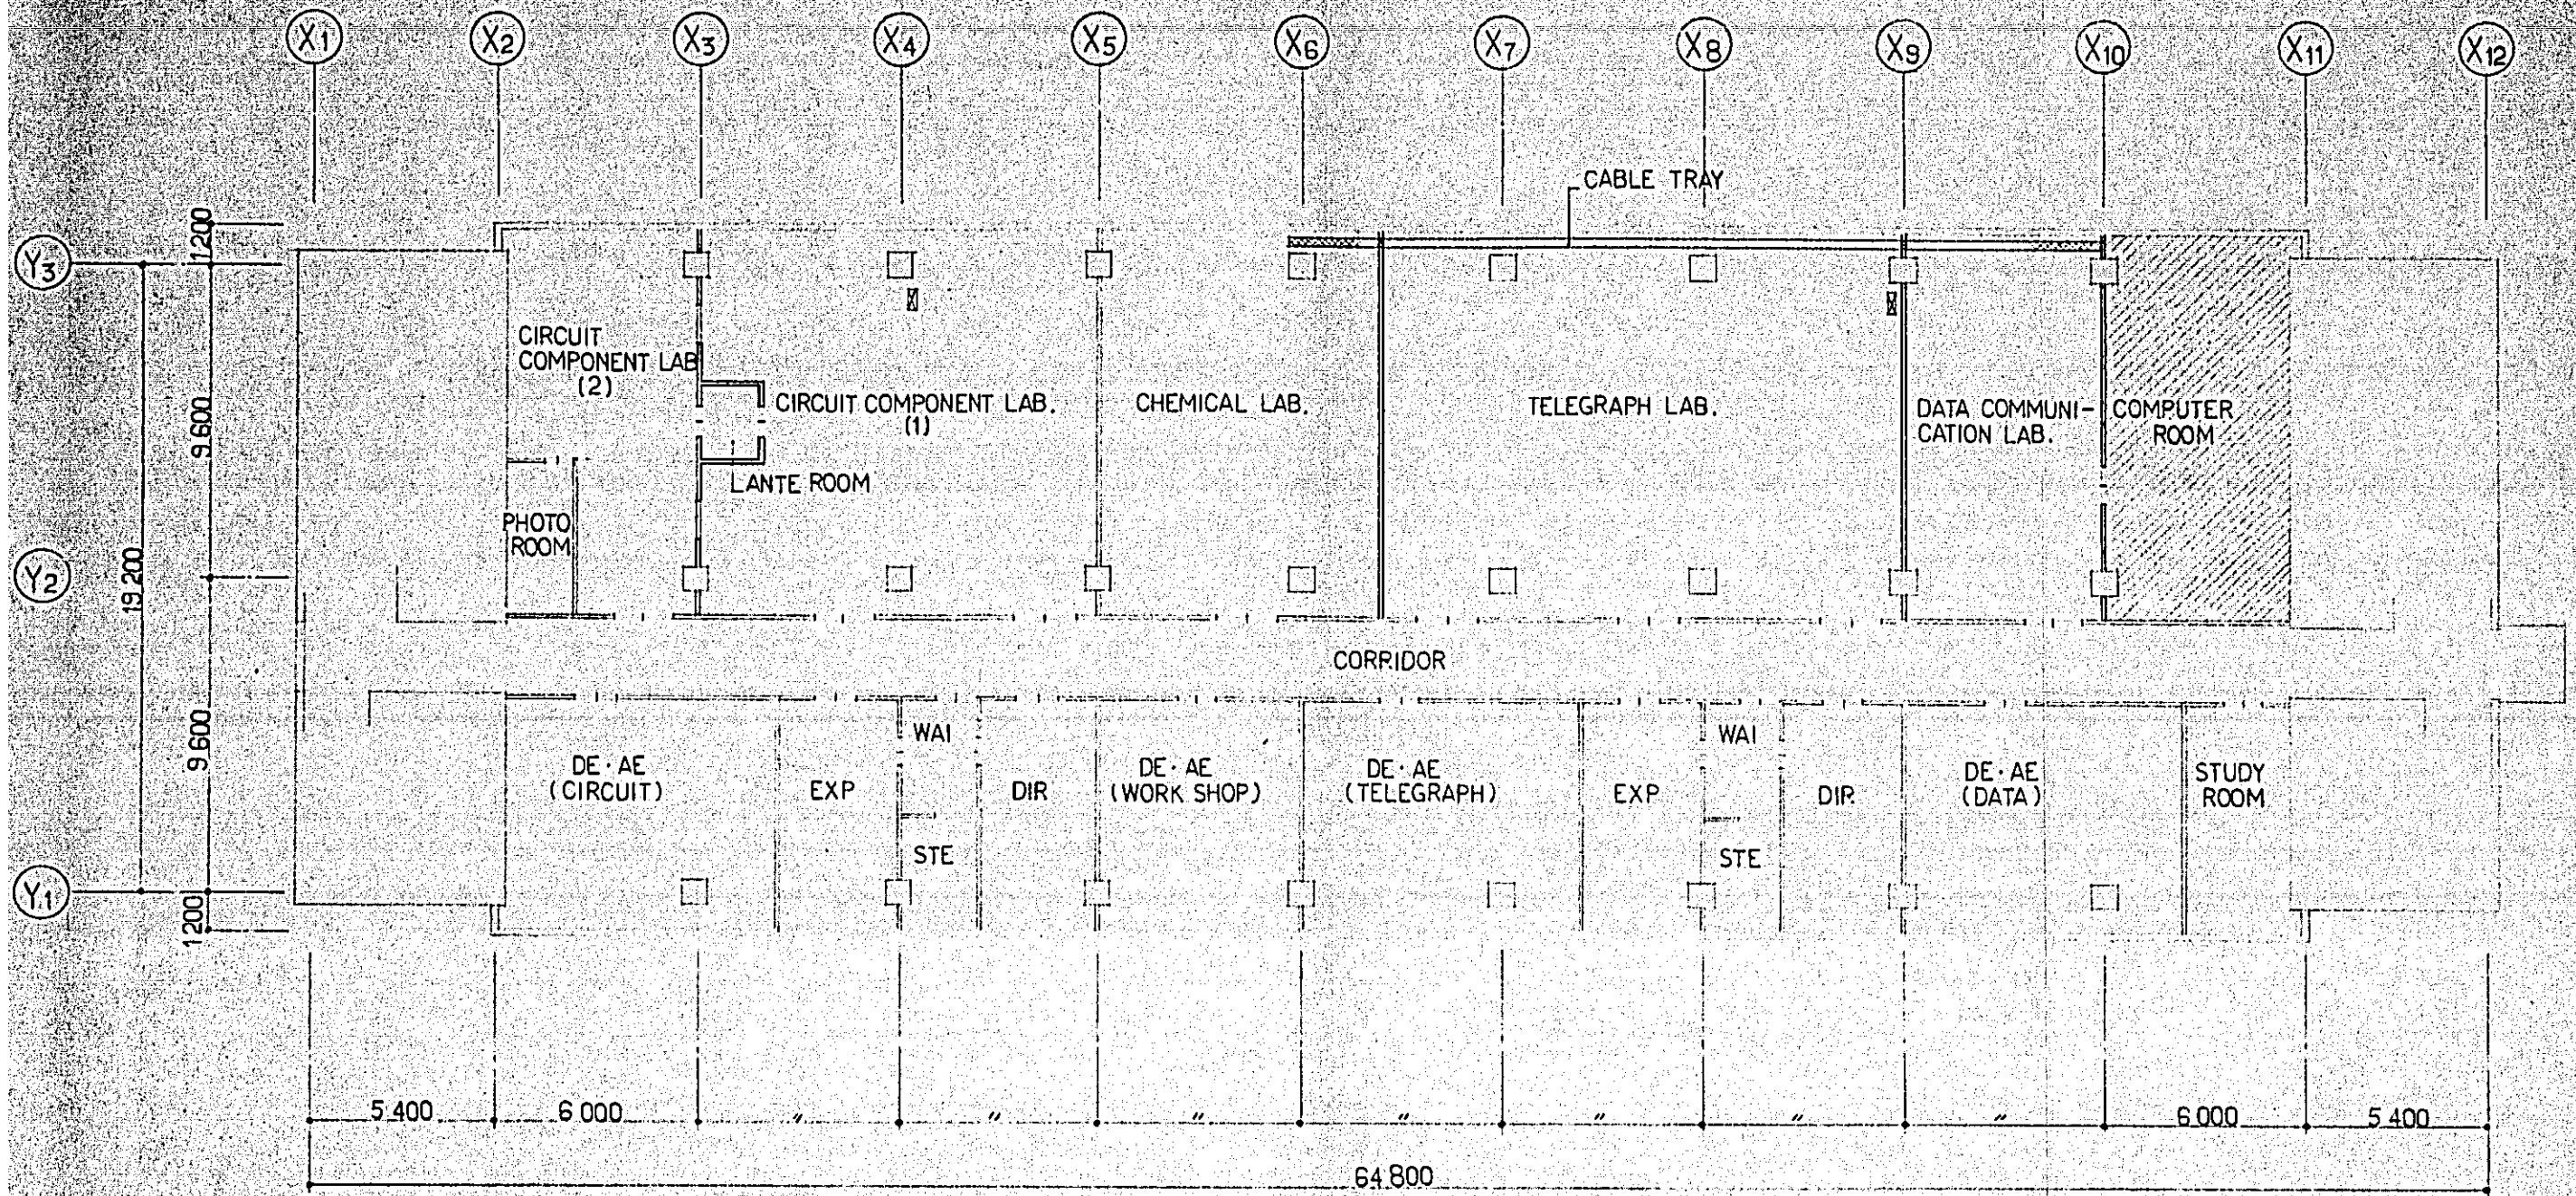 X1 X2 X3 X4 X5 X6 X7 X8 X9 X10 X11 X12
CABLE TRAY
1,200
Y3
CIRCUIT
COMPONENT LAB
(2)
CIRCUIT COMPONENT LAB.
(1)
CHEMICAL LAB.
TELEGRAPH LAB.
DATA COMMUNI-
CATION LAB.
COMPUTER
ROOM
9,600
LANTE ROOM
PHOTO
ROOM
Y2
19,200
CORRIDOR
9,600
DE・AE
(CIRCUIT)
EXP
WAI
STE
DIR
DE・AE
(WORK SHOP)
DE・AE
(TELEGRAPH)
EXP
WAI
STE
DIR.
DE・AE
(DATA)
STUDY
ROOM
Y1
1200
5,400 6 000 〃 〃 〃 〃 〃 〃 〃 6 000 5 400
64,800